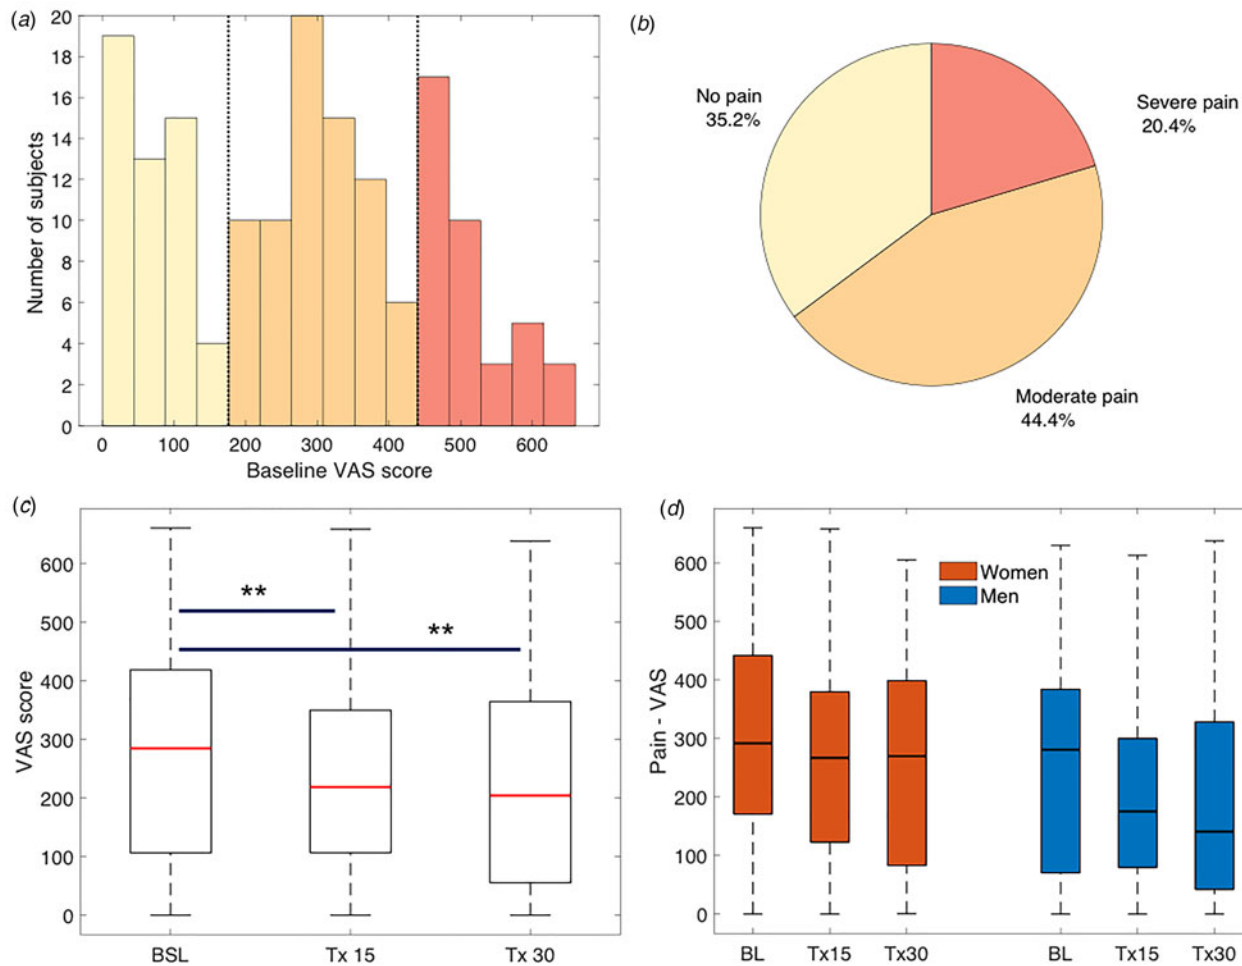 (a)
20
18
16
14
12
10
8
6
4
2
0
Number of subjects
0 100 200 300 400 500 600
Baseline VAS score
(b)
No pain
35.2%
Severe pain
20.4%
Moderate pain
44.4%
(c)
600
500
400
300
200
100
0
VAS score
**
**
BSL Tx 15 Tx 30
(d)
600
500
400
300
200
100
0
Pain - VAS
Women
Men
BL Tx15 Tx30 BL Tx15 Tx30